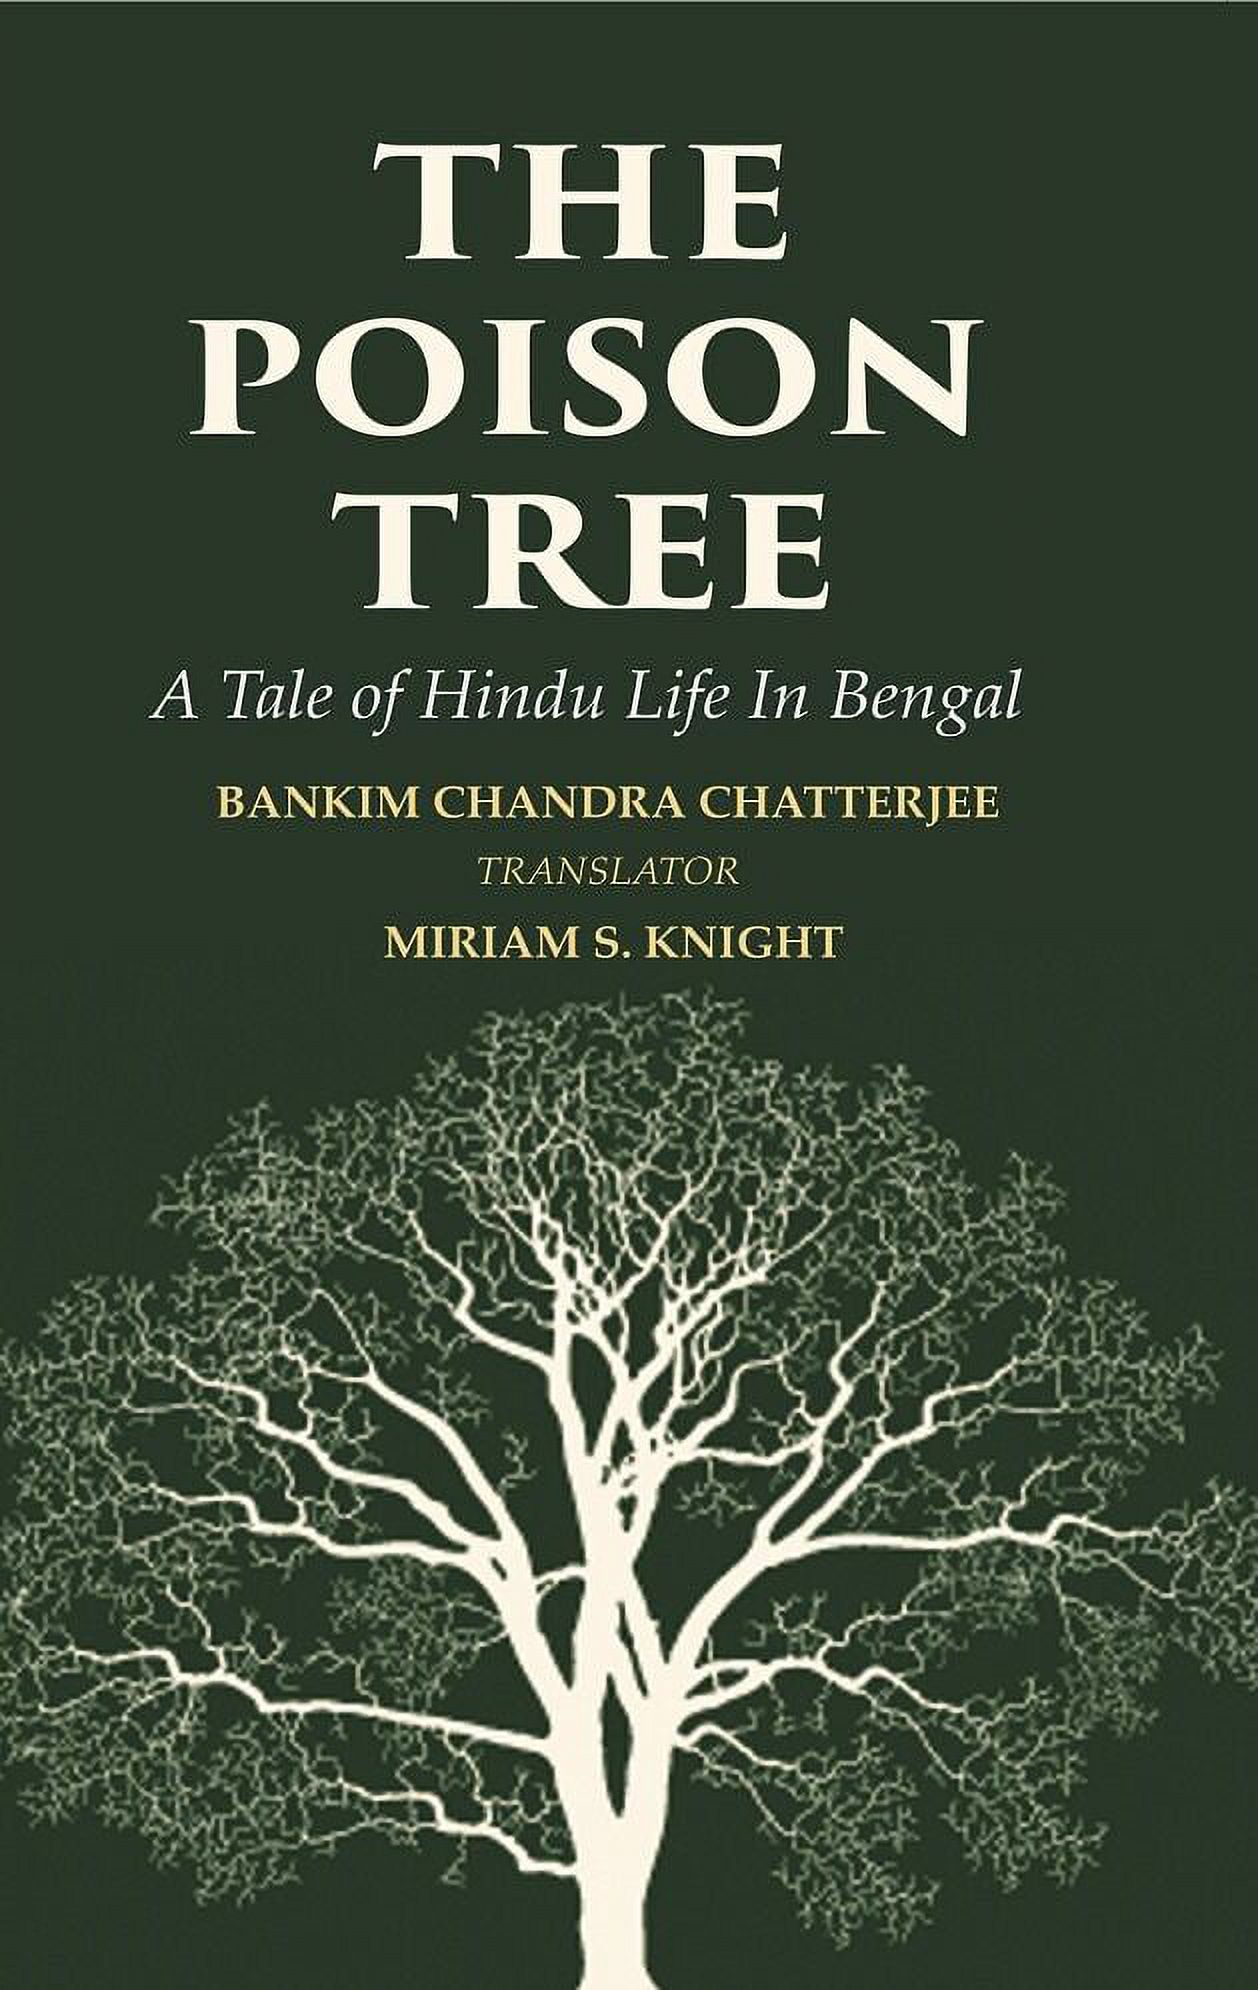 THE
POISON
TREE
A Tale of Hindu Life In Bengal
BANKIM CHANDRA CHATTERJEE
TRANSLATOR
MIRIAM S. KNIGHT